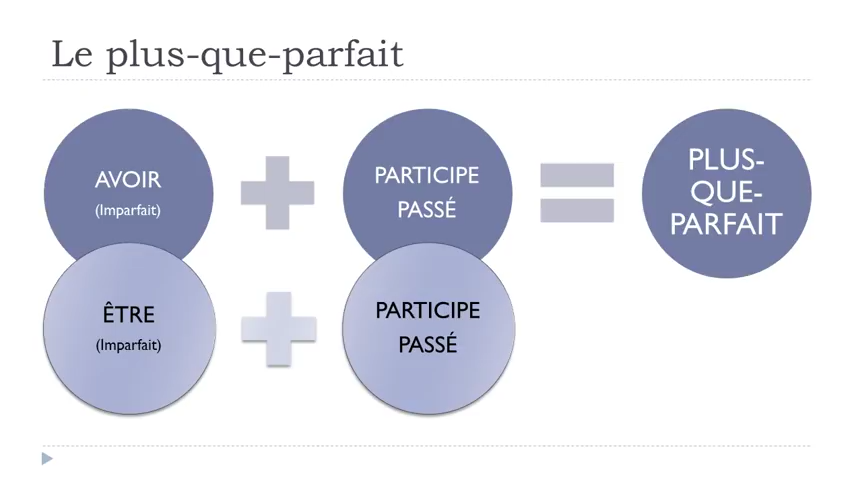 Le plus-que-parfait
AVOIR
(Imparfait)
PARTICIPE
PASSÉ
PLUS-
QUE-
PARFAIT
ÊTRE
(Imparfait)
PARTICIPE
PASSÉ